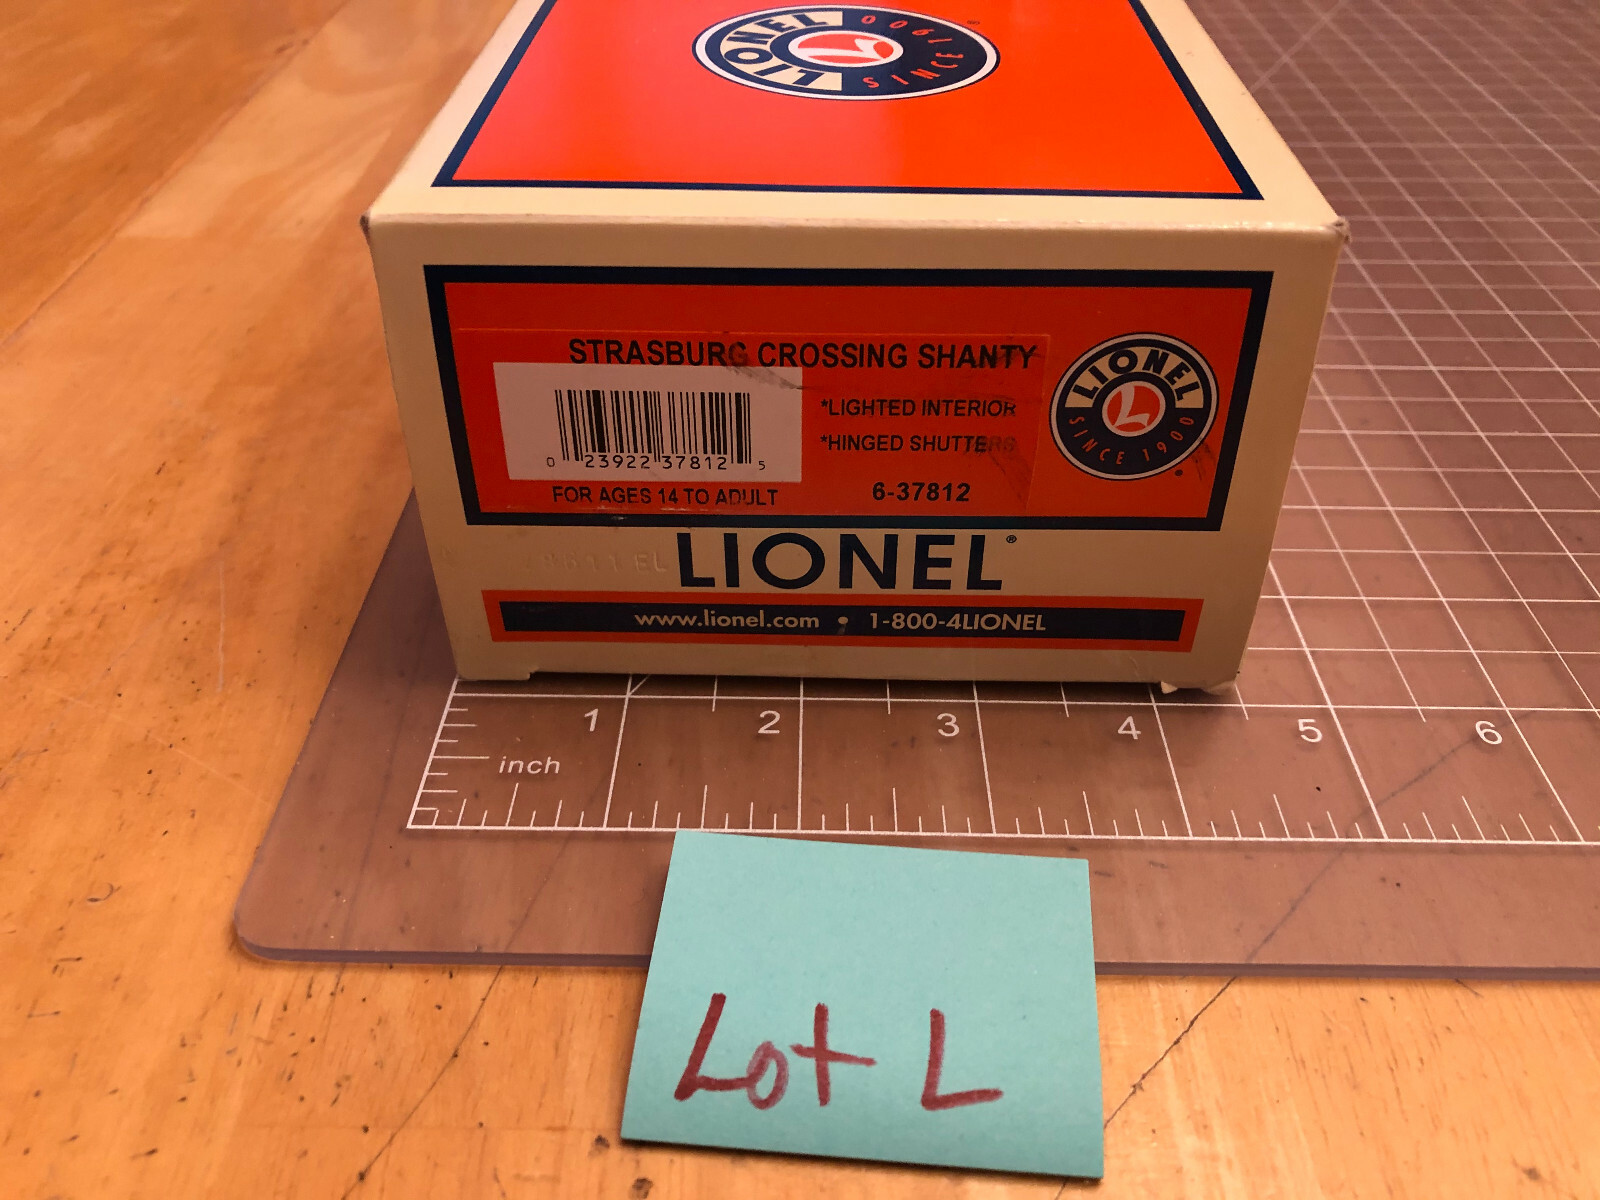 LIONEL
SINCE 1900
STRASBURG CROSSING SHANTY
*LIGHTED INTERIOR
*HINGED SHUTTERS
0 23922 37812 5
FOR AGES 14 TO ADULT
6-37812
LIONEL
SINCE 1900
LIONEL®
www.lionel.com • 1-800-4LIONEL
1 2 3 4 5 6
inch
Lot L